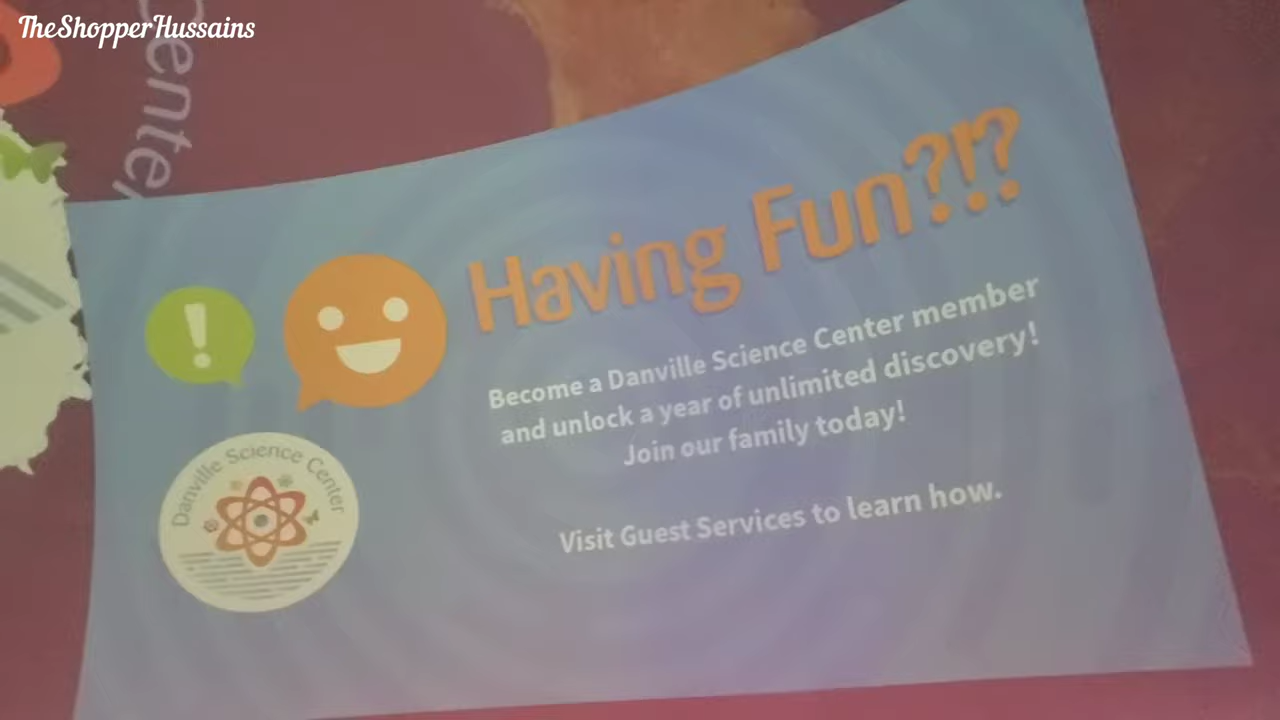 TheShopperHussains
Having Fun?!?
Become a Danville Science Center member
and unlock a year of unlimited discovery!
Join our family today!
Visit Guest Services to learn how.
Danville Science Center